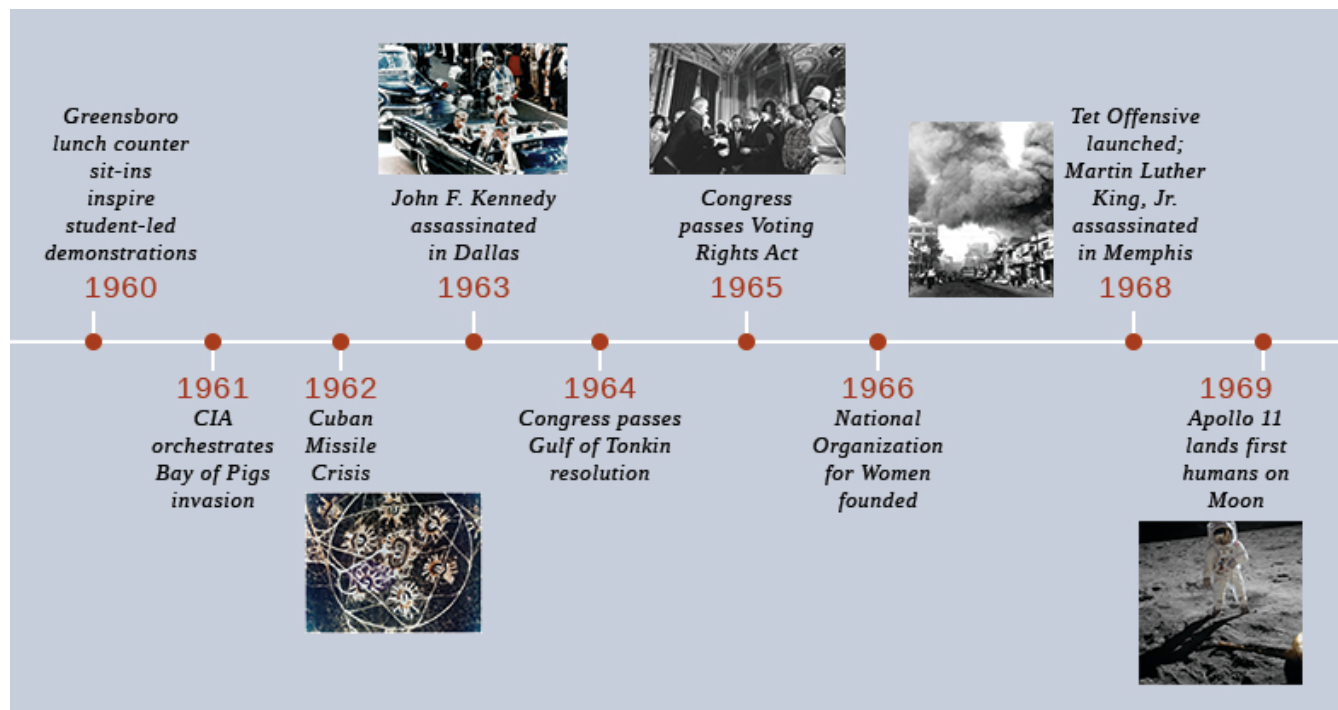 Greensboro
lunch counter
sit-ins
inspire
student-led
demonstrations
1960
1961
CIA
orchestrates
Bay of Pigs
invasion
1962
Cuban
Missile
Crisis
John F. Kennedy
assassinated
in Dallas
1963
1964
Congress passes
Gulf of Tonkin
resolution
Congress
passes Voting
Rights Act
1965
1966
National
Organization
for Women
founded
Tet Offensive
launched;
Martin Luther
King, Jr.
assassinated
in Memphis
1968
1969
Apollo 11
lands first
humans on
Moon